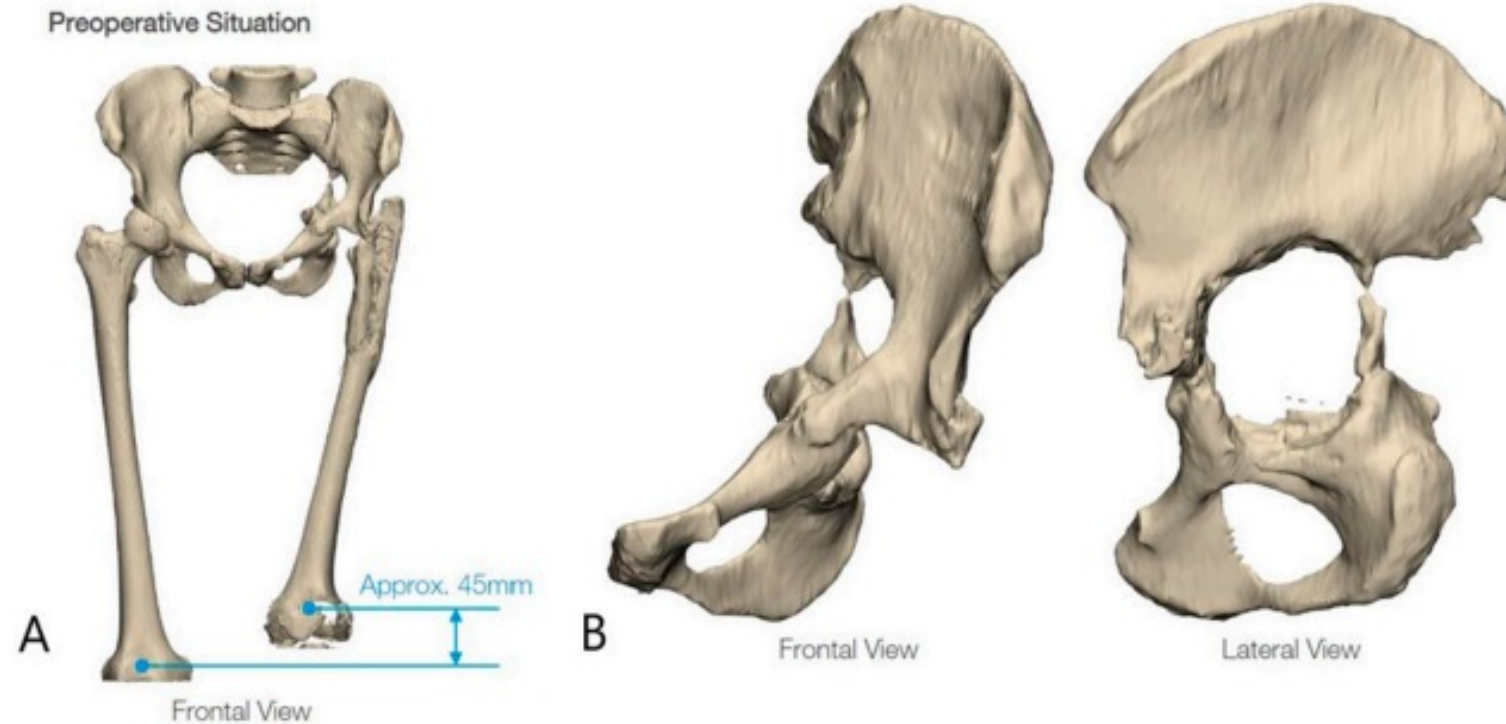 Preoperative Situation
Approx. 45mm
A
Frontal View
B
Frontal View
Lateral View